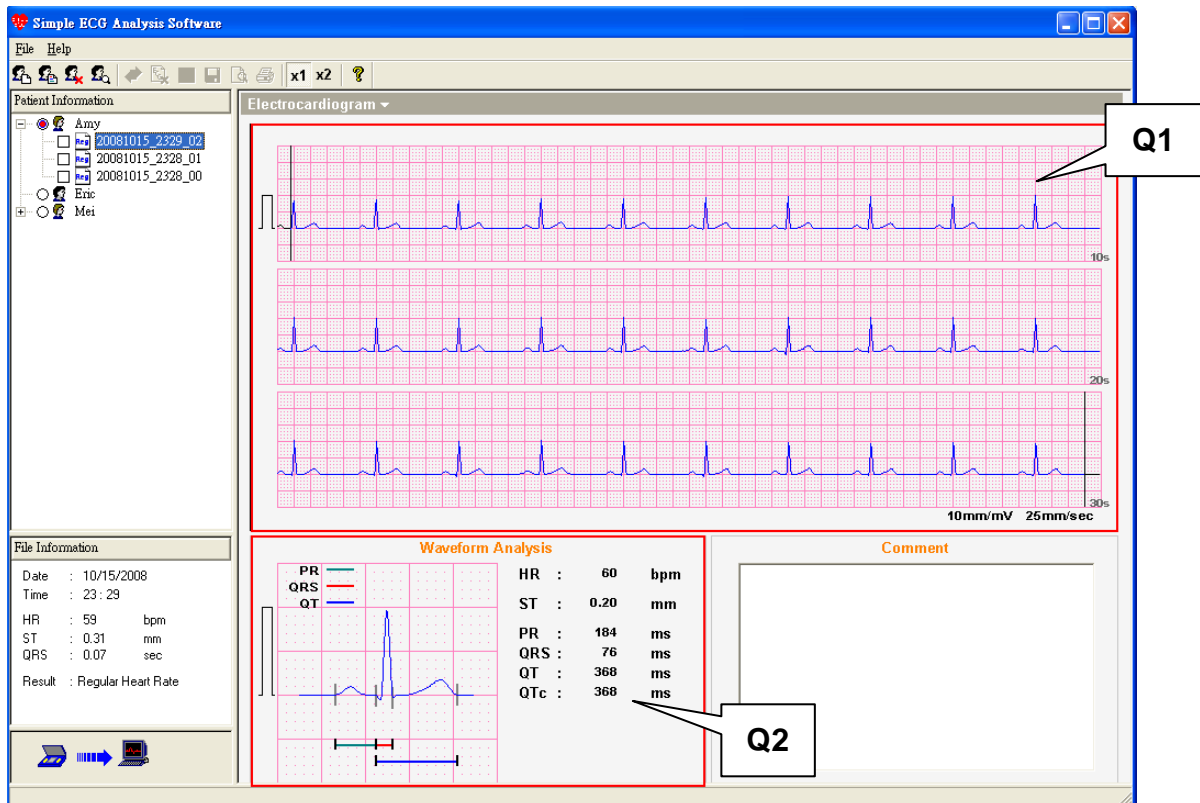 Simple ECG Analysis Software
File Help
x1 x2 ?
Patient Information
Amy
Reg 20081015_2329_02
Reg 20081015_2328_01
Reg 20081015_2328_00
Eric
Mei
Electrocardiogram
Q1
10s
20s
30s
10mm/mV 25mm/sec
File Information
Date : 10/15/2008
Time : 23:29
HR : 59 bpm
ST : 0.31 mm
QRS : 0.07 sec
Result : Regular Heart Rate
Waveform Analysis
PR
QRS
QT
HR : 60 bpm
ST : 0.20 mm
PR : 184 ms
QRS : 76 ms
QT : 368 ms
QTc : 368 ms
Q2
Comment